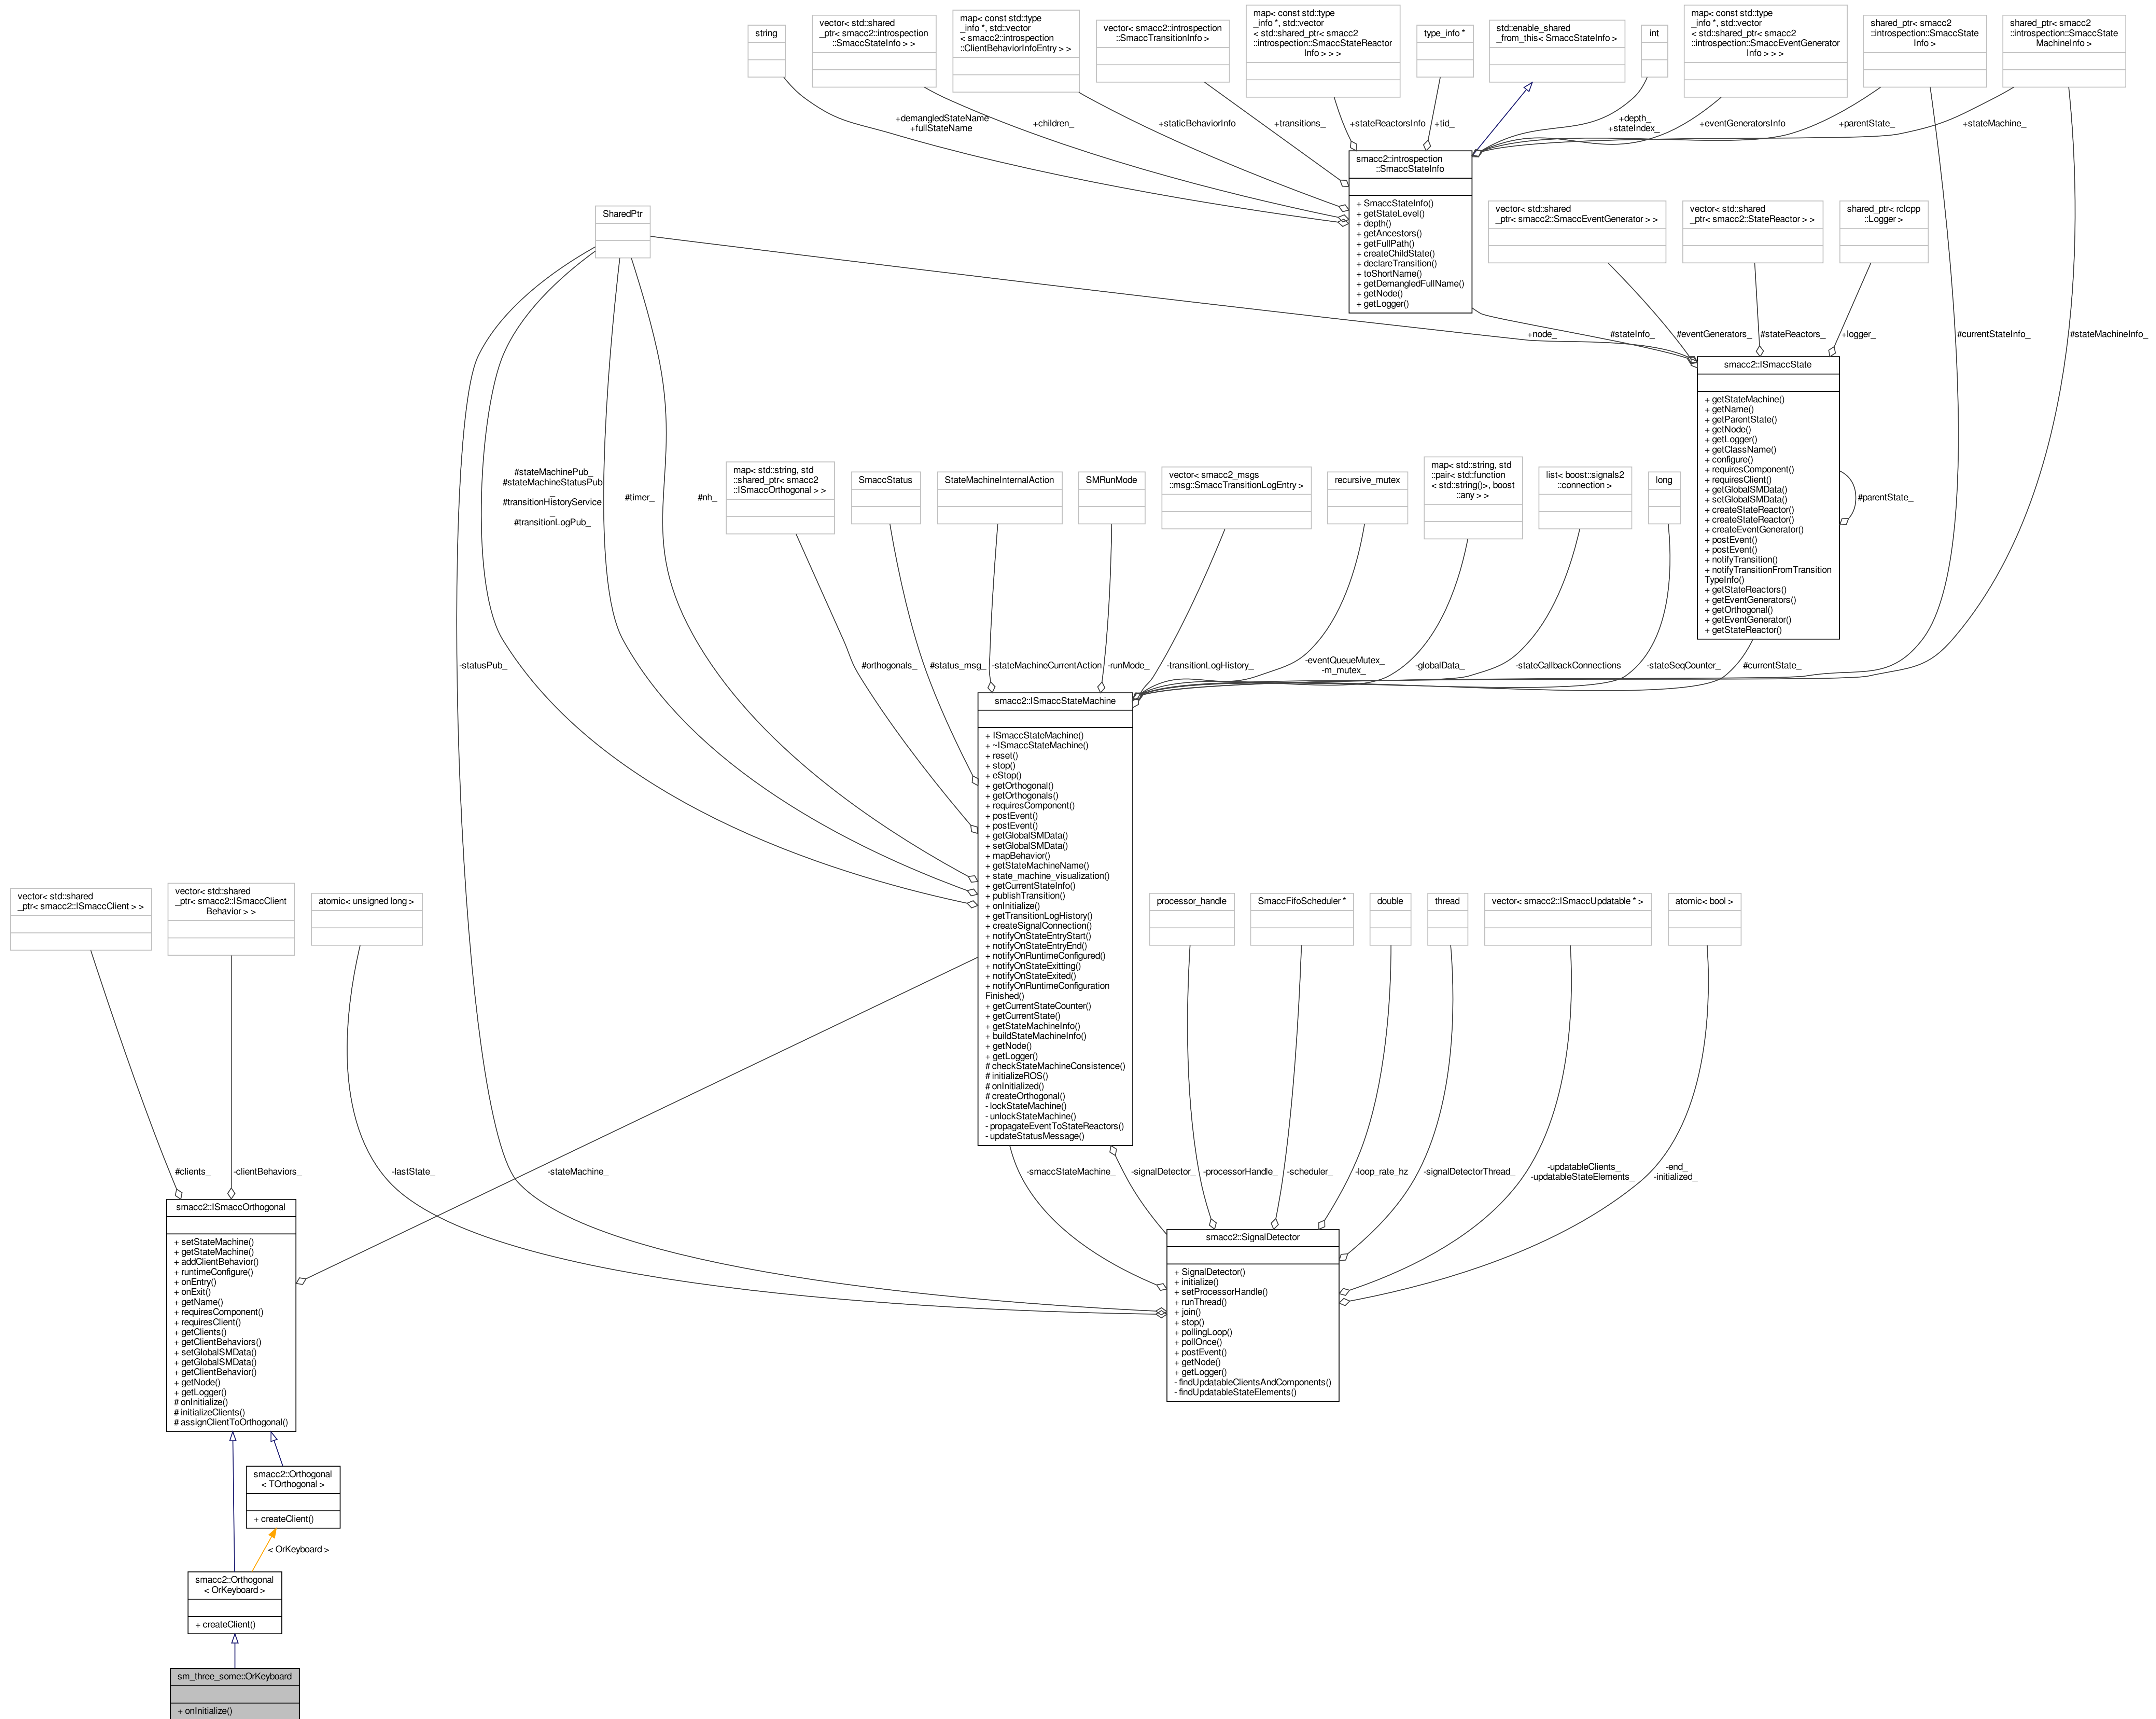 string
vector< std::shared
_ptr< smacc2::introspection
::SmaccStateInfo > >
map< const std::type
_info *, std::vector
< smacc2::introspection
::ClientBehaviorInfoEntry > >
vector< smacc2::introspection
::SmaccTransitionInfo >
map< const std::type
_info *, std::vector
< std::shared_ptr< smacc2
::introspection::SmaccStateReactor
Info > > >
type_info *
std::enable_shared
_from_this< SmaccStateInfo >
int
map< const std::type
_info *, std::vector
< std::shared_ptr< smacc2
::introspection::SmaccEventGenerator
Info > > >
shared_ptr< smacc2
::introspection::SmaccState
Info >
shared_ptr< smacc2
::introspection::SmaccState
MachineInfo >
+demangledStateName
+fullStateName
+children_
+staticBehaviorInfo
+transitions_
+stateReactorsInfo
+tid_
+depth_
+stateIndex_
+eventGeneratorsInfo
+parentState_
+stateMachine_
smacc2::introspection
::SmaccStateInfo
+ SmaccStateInfo()
+ getStateLevel()
+ depth()
+ getAncestors()
+ getFullPath()
+ createChildState()
+ declareTransition()
+ toShortName()
+ getDemangledFullName()
+ getNode()
+ getLogger()
SharedPtr
vector< std::shared
_ptr< smacc2::SmaccEventGenerator > >
vector< std::shared
_ptr< smacc2::StateReactor > >
shared_ptr< rclcpp
::Logger >
+node_
#stateInfo_
#eventGenerators_
#stateReactors_
+logger_
#currentStateInfo_
#stateMachineInfo_
smacc2::ISmaccState
+ getStateMachine()
+ getName()
+ getParentState()
+ getNode()
+ getLogger()
+ getClassName()
+ configure()
+ requiresComponent()
+ requiresClient()
+ getGlobalSMData()
+ setGlobalSMData()
+ createStateReactor()
+ createStateReactor()
+ createEventGenerator()
+ postEvent()
+ postEvent()
+ notifyTransition()
+ notifyTransitionFromTransition
TypeInfo()
+ getStateReactors()
+ getEventGenerators()
+ getOrthogonal()
+ getEventGenerator()
+ getStateReactor()
#parentState_
#stateMachinePub_
#stateMachineStatusPub
_
#transitionHistoryService
_
#transitionLogPub_
#timer_
#nh_
map< std::string, std
::shared_ptr< smacc2
::ISmaccOrthogonal > >
SmaccStatus
StateMachineInternalAction
SMRunMode
vector< smacc2_msgs
::msg::SmaccTransitionLogEntry >
recursive_mutex
map< std::string, std
::pair< std::function
< std::string()>, boost
::any > >
list< boost::signals2
::connection >
long
-statusPub_
#orthogonals_
#status_msg_
-stateMachineCurrentAction
-runMode_
-transitionLogHistory_
-eventQueueMutex_
-m_mutex_
-globalData_
-stateCallbackConnections
-stateSeqCounter_
#currentState_
smacc2::ISmaccStateMachine
+ ISmaccStateMachine()
+ ~ISmaccStateMachine()
+ reset()
+ stop()
+ eStop()
+ getOrthogonal()
+ getOrthogonals()
+ requiresComponent()
+ postEvent()
+ postEvent()
+ getGlobalSMData()
+ setGlobalSMData()
+ mapBehavior()
+ getStateMachineName()
+ state_machine_visualization()
+ getCurrentStateInfo()
+ publishTransition()
+ onInitialize()
+ getTransitionLogHistory()
+ createSignalConnection()
+ notifyOnStateEntryStart()
+ notifyOnStateEntryEnd()
+ notifyOnRuntimeConfigured()
+ notifyOnStateExitting()
+ notifyOnStateExited()
+ notifyOnRuntimeConfiguration
Finished()
+ getCurrentStateCounter()
+ getCurrentState()
+ getStateMachineInfo()
+ buildStateMachineInfo()
+ getNode()
+ getLogger()
# checkStateMachineConsistence()
# initializeROS()
# onInitialized()
# createOrthogonal()
- lockStateMachine()
- unlockStateMachine()
- propagateEventToStateReactors()
- updateStatusMessage()
vector< std::shared
_ptr< smacc2::ISmaccClient > >
vector< std::shared
_ptr< smacc2::ISmaccClient
Behavior > >
atomic< unsigned long >
processor_handle
SmaccFifoScheduler *
double
thread
vector< smacc2::ISmaccUpdatable * >
atomic< bool >
#clients_
-clientBehaviors_
-lastState_
-stateMachine_
-smaccStateMachine_
-signalDetector_
-processorHandle_
-scheduler_
-loop_rate_hz
-signalDetectorThread_
-updatableClients_
-updatableStateElements_
-end_
-initialized_
smacc2::ISmaccOrthogonal
+ setStateMachine()
+ getStateMachine()
+ addClientBehavior()
+ runtimeConfigure()
+ onEntry()
+ onExit()
+ getName()
+ requiresComponent()
+ requiresClient()
+ getClients()
+ getClientBehaviors()
+ setGlobalSMData()
+ getGlobalSMData()
+ getClientBehavior()
+ getNode()
+ getLogger()
# onInitialize()
# initializeClients()
# assignClientToOrthogonal()
smacc2::SignalDetector
+ SignalDetector()
+ initialize()
+ setProcessorHandle()
+ runThread()
+ join()
+ stop()
+ pollingLoop()
+ pollOnce()
+ postEvent()
+ getNode()
+ getLogger()
- findUpdatableClientsAndComponents()
- findUpdatableStateElements()
smacc2::Orthogonal
< TOrthogonal >
+ createClient()
< OrKeyboard >
smacc2::Orthogonal
< OrKeyboard >
+ createClient()
sm_three_some::OrKeyboard
+ onInitialize()